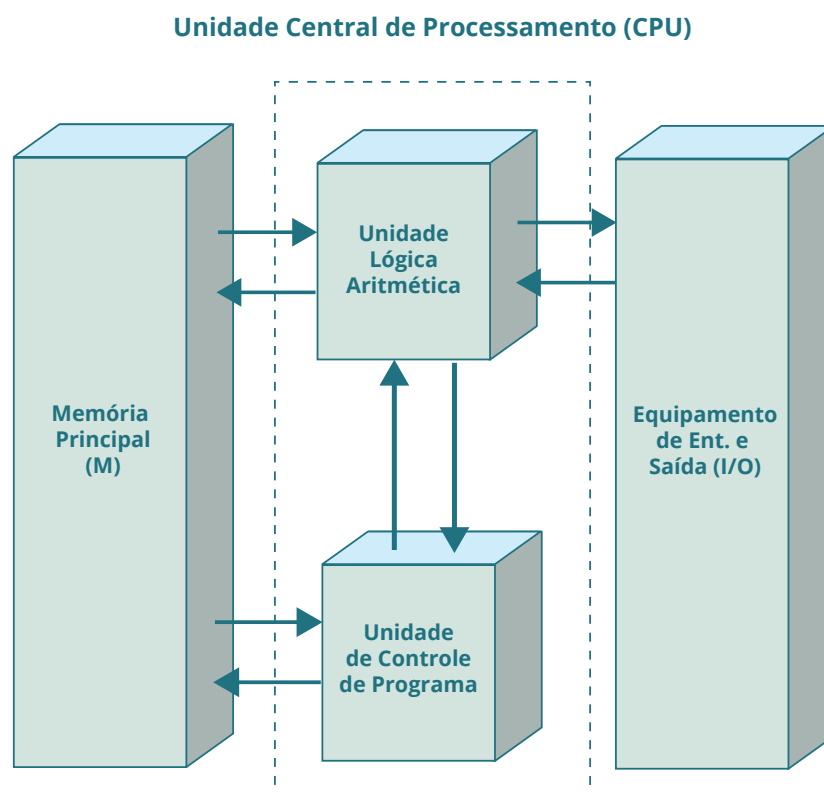 Unidade Central de Processamento (CPU)
Unidade
Lógica
Aritmética
Memória
Principal
(M)
Equipamento
de Ent. e
Saída (I/O)
Unidade
de Controle
de Programa